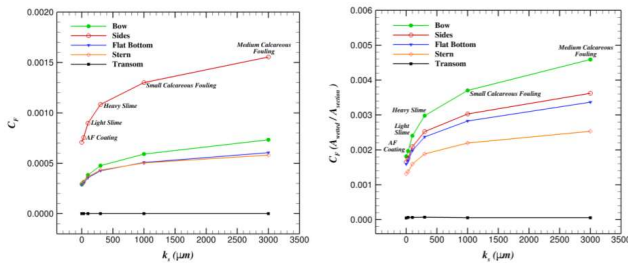 0.0020
0.0015
0.0010
0.0005
0.0000
C_F
Bow
Sides
Flat Bottom
Stern
Transom
Medium Calcareous
Fouling
Small Calcareous Fouling
Heavy Slime
Light Slime
AF Coating
0 500 1000 1500 2000 2500 3000 3500
k_s (μm)
0.006
0.005
0.004
0.003
0.002
0.001
0.000
C_F (A_wetted / A_section)
Bow
Sides
Flat Bottom
Stern
Transom
Medium Calcareous
Fouling
Small Calcareous Fouling
Heavy Slime
Light
Slime
AF
Coating
0 500 1000 1500 2000 2500 3000 3500
k_s (μm)